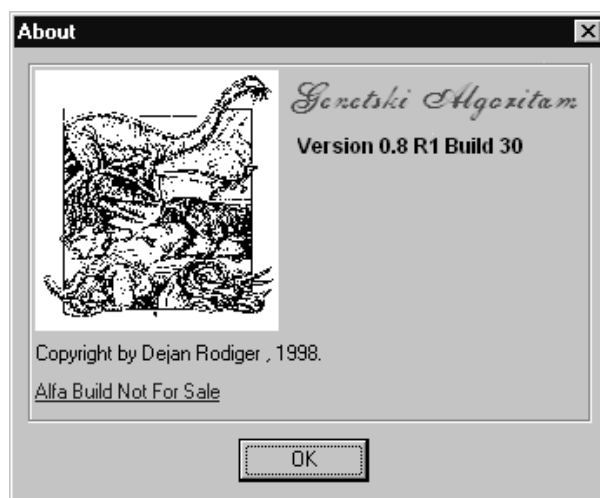 About
Genetski Algoritam
Version 0.8 R1 Build 30
Copyright by Dejan Rodiger , 1998.
Alfa Build Not For Sale
OK